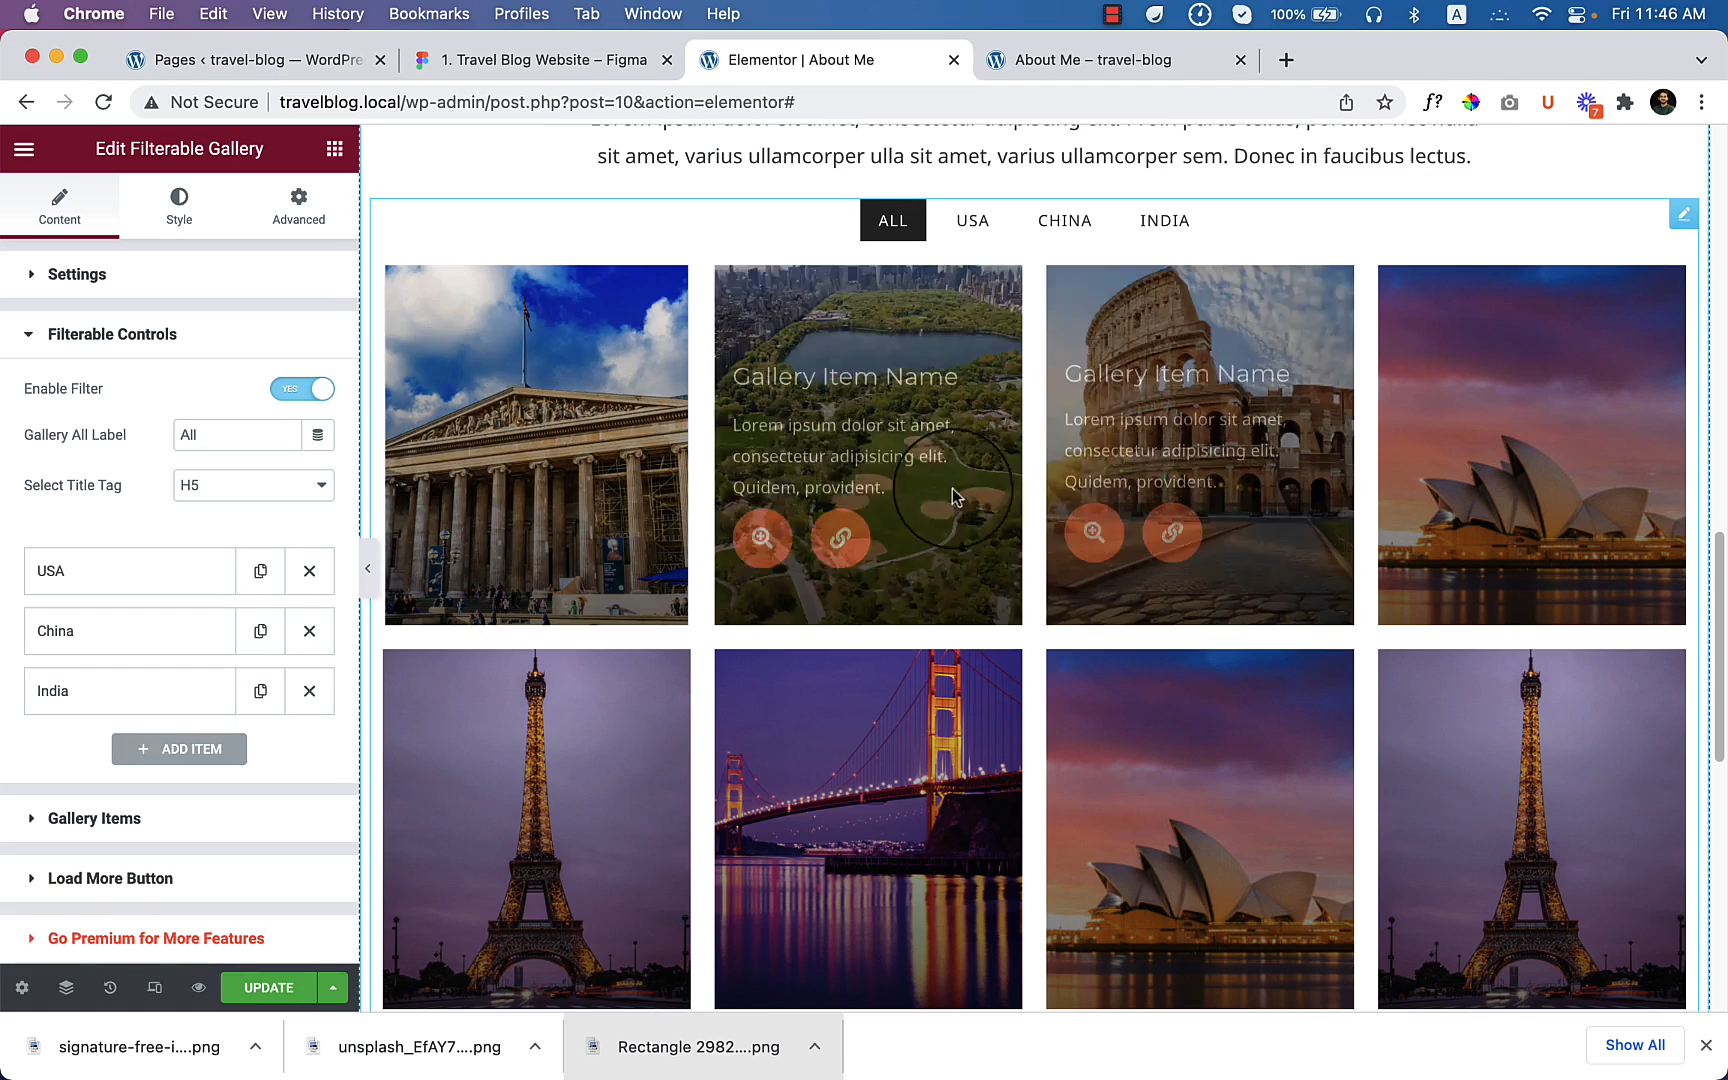 Chrome File Edit View History Bookmarks Profiles Tab Window Help 100% A Fri 11:46 AM
Pages ‹ travel-blog — WordPre
1. Travel Blog Website – Figma
Elementor | About Me
About Me – travel-blog
Not Secure travelblog.local/wp-admin/post.php?post=10&action=elementor# f? U 7
Edit Filterable Gallery
Content Style Advanced
Settings
Filterable Controls
Enable Filter YES
Gallery All Label All
Select Title Tag H5
USA
China
India
+ ADD ITEM
Gallery Items
Load More Button
Go Premium for More Features
UPDATE
sit amet, varius ullamcorper ulla sit amet, varius ullamcorper sem. Donec in faucibus lectus.
ALL USA CHINA INDIA
Gallery Item Name
Lorem ipsum dolor sit amet,
consectetur adipisicing elit.
Quidem, provident.
Gallery Item Name
Lorem ipsum dolor sit amet,
consectetur adipisicing elit.
Quidem, provident.
signature-free-i....png
unsplash_EfAY7....png
Rectangle 2982....png
Show All